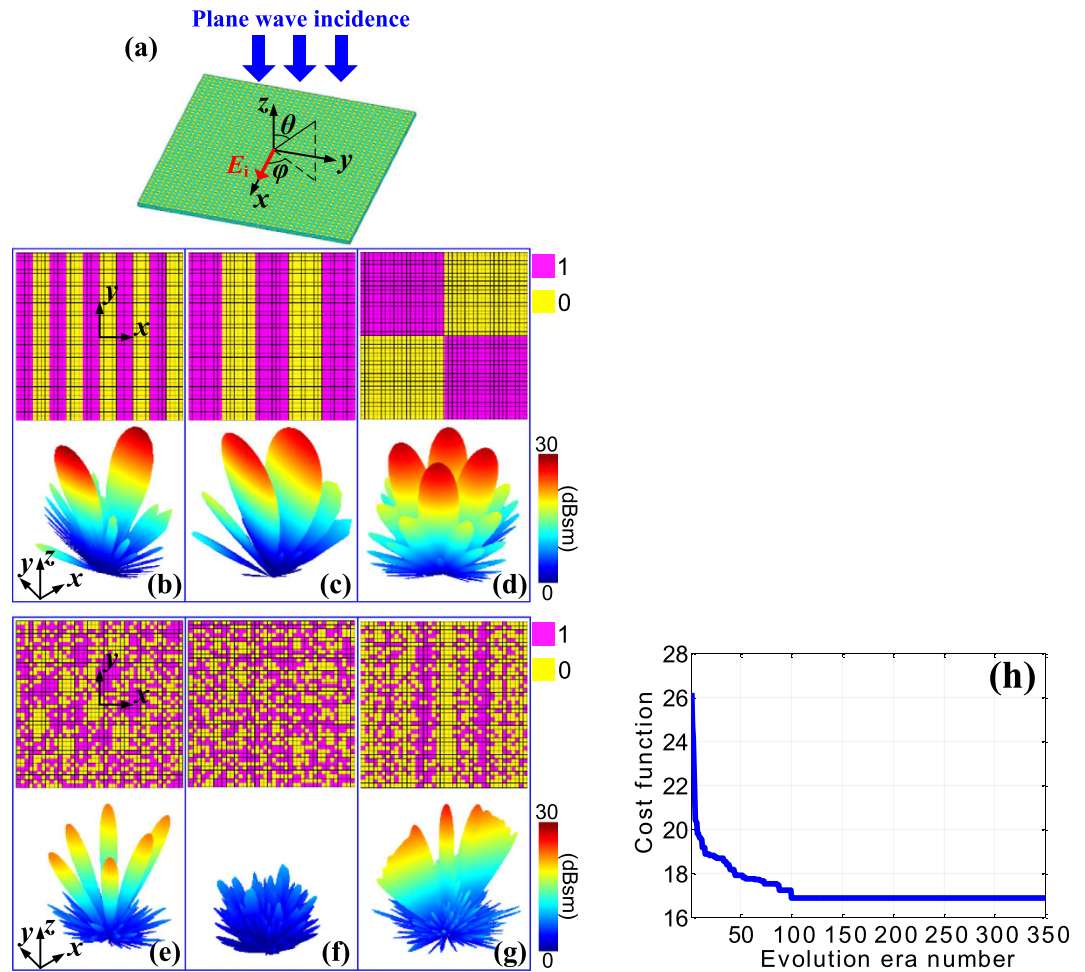 Plane wave incidence
(a)
z
θ
y
Ei
φ
x
1
0
y
x
30
(dBsm)
0
y z x
(b)
(c)
(d)
1
0
y
x
30
(dBsm)
0
y z x
(e)
(f)
(g)
(h)
28
26
24
22
20
18
16
Cost function
50 100 150 200 250 300 350
Evolution era number